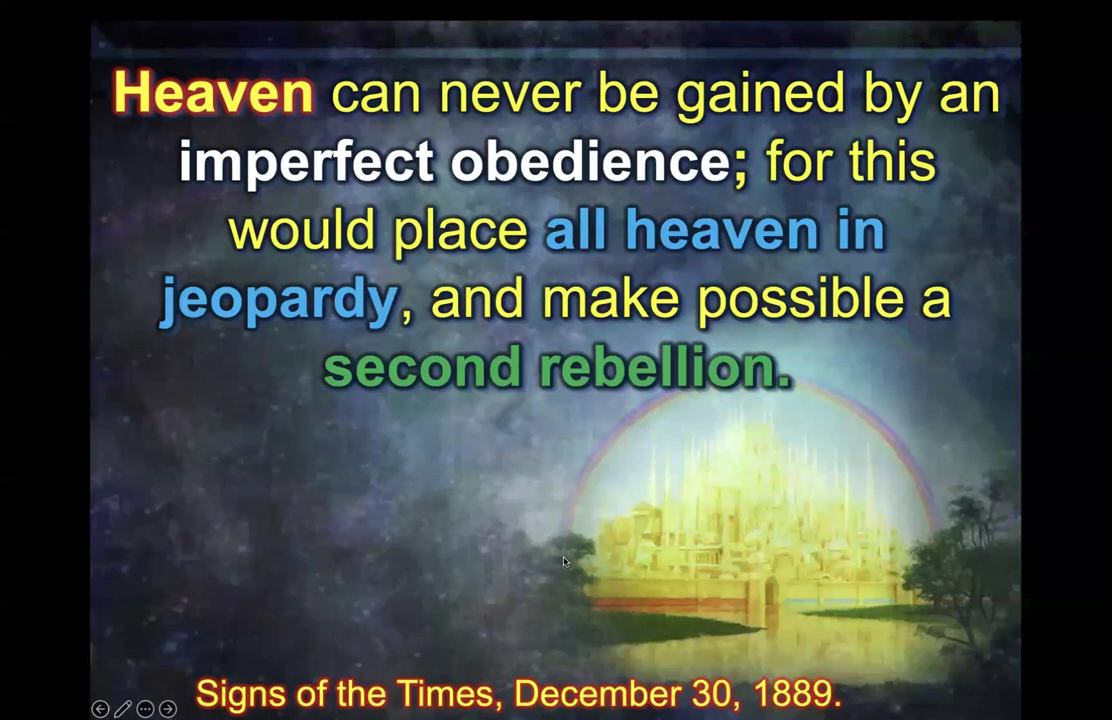 Heaven can never be gained by an
imperfect obedience; for this
would place all heaven in
jeopardy, and make possible a
second rebellion.
Signs of the Times, December 30, 1889.